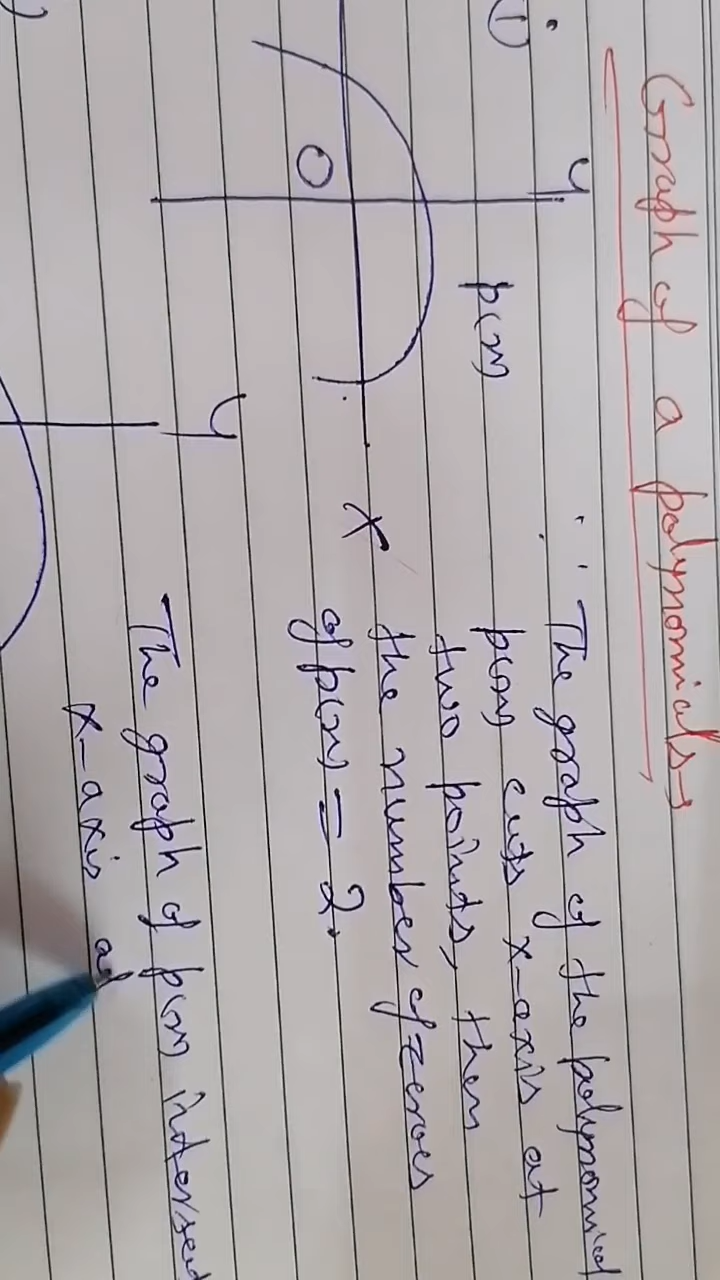 Graph of a polynomials→
i)
y
p(x)
O
x
∵ The graph of the polynomial
p(x) cuts x-axis at
two points, then
the number of zeroes
of p(x) = 2.
y
The graph of p(x) intersect
x-axis at